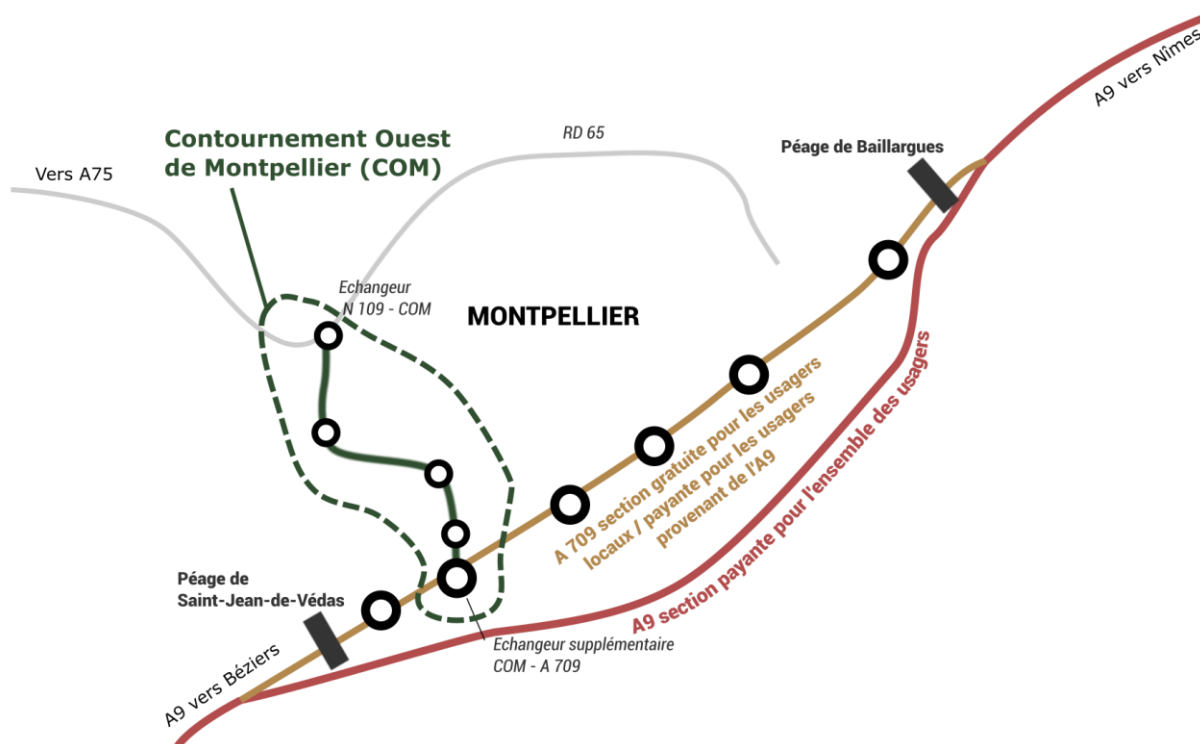 A9 vers Nîmes
RD 65
Contournement Ouest
de Montpellier (COM)
Péage de Baillargues
Vers A75
Echangeur
N 109 - COM
MONTPELLIER
A 709 section gratuite pour les usagers
locaux / payante pour les usagers
provenant de l'A9
A9 section payante pour l'ensemble des usagers
Péage de
Saint-Jean-de-Védas
Echangeur supplémentaire
COM - A 709
A9 vers Béziers